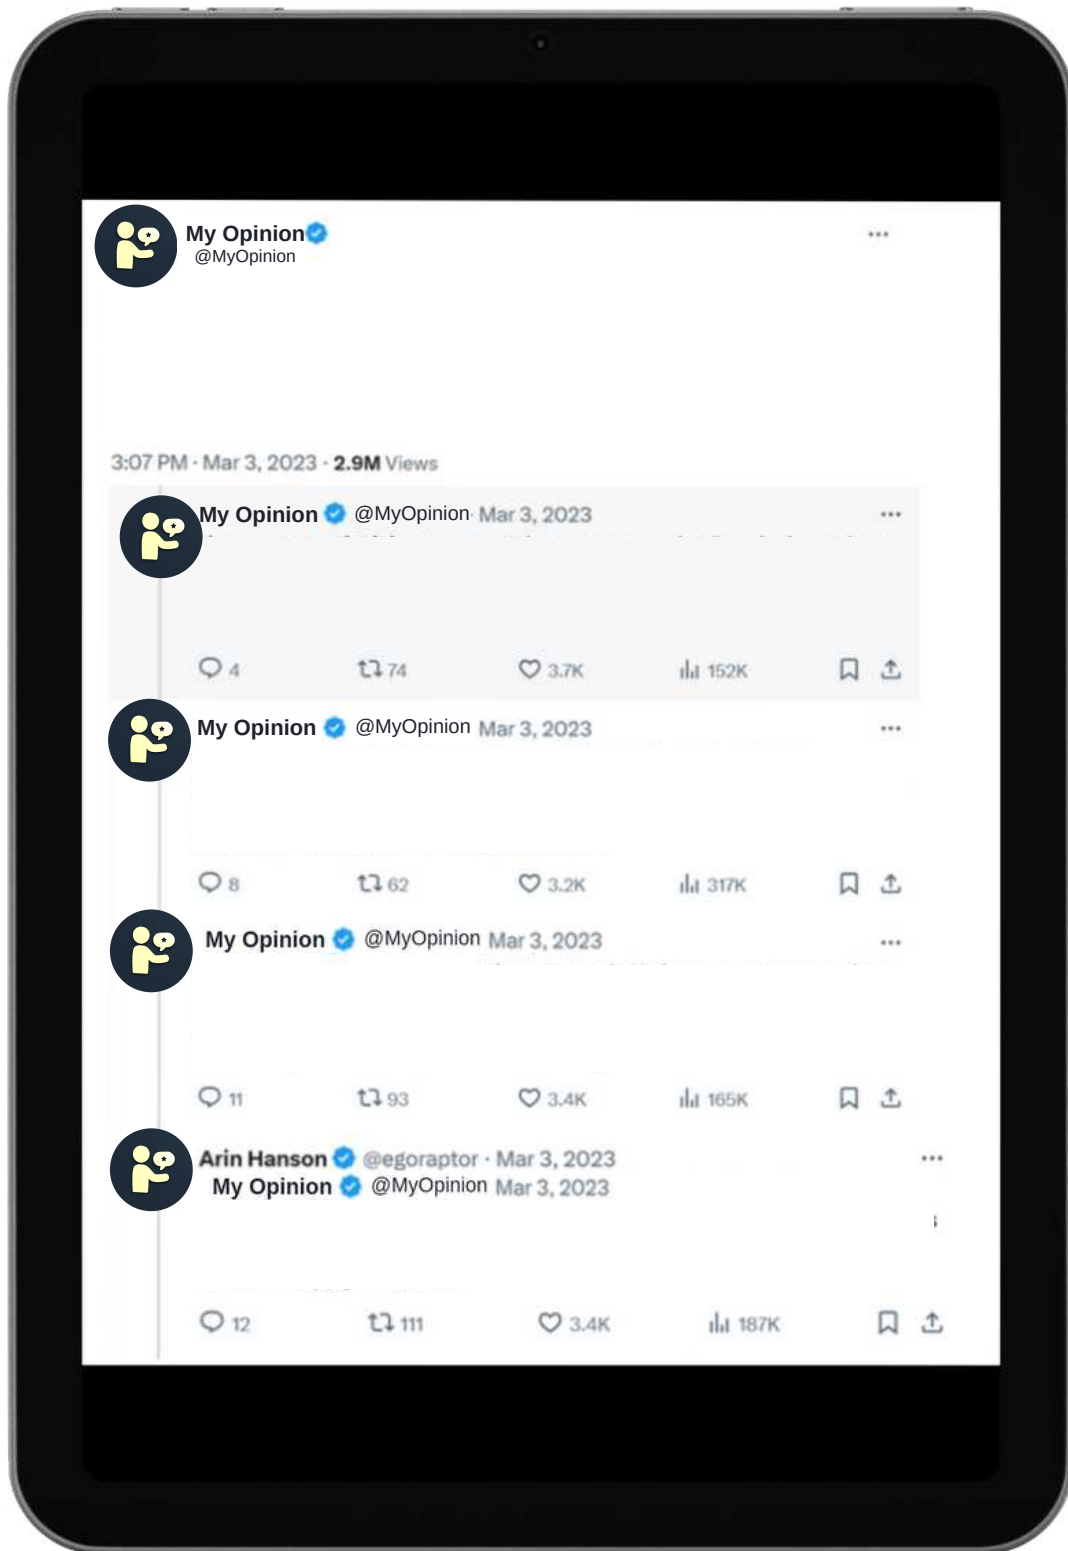 My Opinion
@MyOpinion
3:07 PM · Mar 3, 2023 · 2.9M Views
My Opinion @MyOpinion Mar 3, 2023
4 74 3.7K 152K
My Opinion @MyOpinion Mar 3, 2023
8 62 3.2K 317K
My Opinion @MyOpinion Mar 3, 2023
11 93 3.4K 165K
Arin Hanson @egoraptor · Mar 3, 2023
My Opinion @MyOpinion Mar 3, 2023
12 111 3.4K 187K